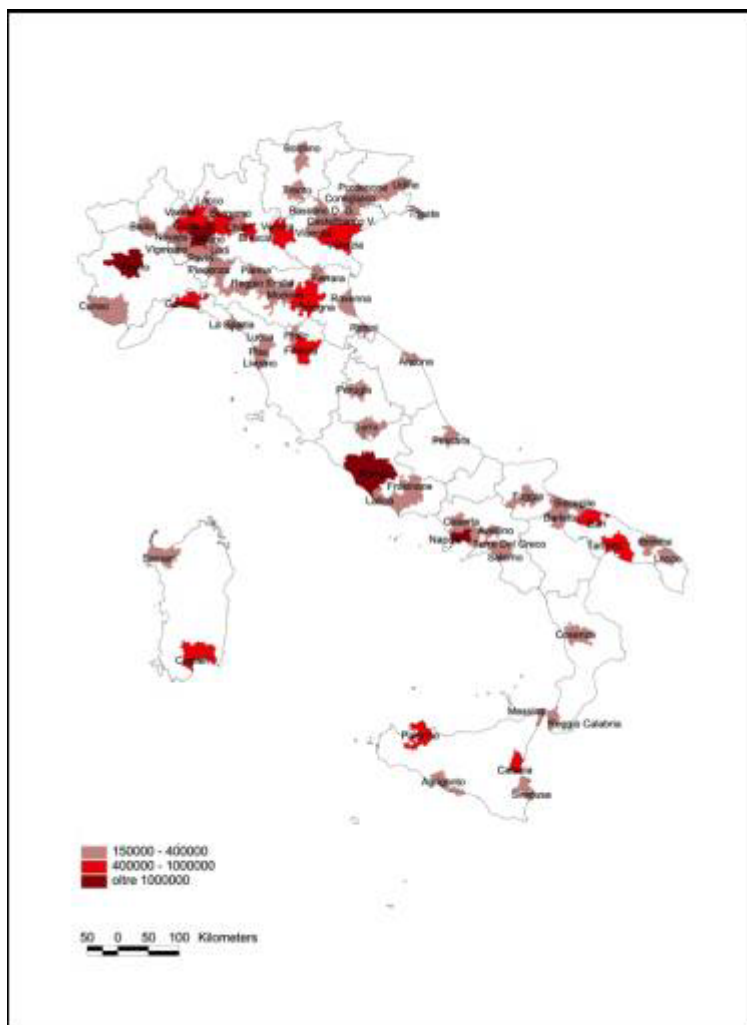 Bolzano
Trento
Pordenone
Udine
Conegliano
Trieste
Lecco
Varese
Bergamo
Bassano D. G.
Castelfranco V.
Biella
Novara
Vicenza
Brescia
Vigevano
Lodi
Pavia
Piacenza
Parma
Reggio Emilia
Modena
Ferrara
Bologna
Ravenna
Cuneo
Genova
La Spezia
Rimini
Lucca
Prato
Pisa
Firenze
Livorno
Ancona
Perugia
Terni
Pescara
Roma
Frosinone
Latina
Foggia
Bari
Caserta
Avellino
Napoli
Torre Del Greco
Salerno
Taranto
Brindisi
Lecce
Sassari
Cosenza
Cagliari
Messina
Reggio Calabria
Palermo
Catania
Agrigento
Siracusa
150000 - 400000
400000 - 1000000
oltre 1000000
50 0 50 100 Kilometers